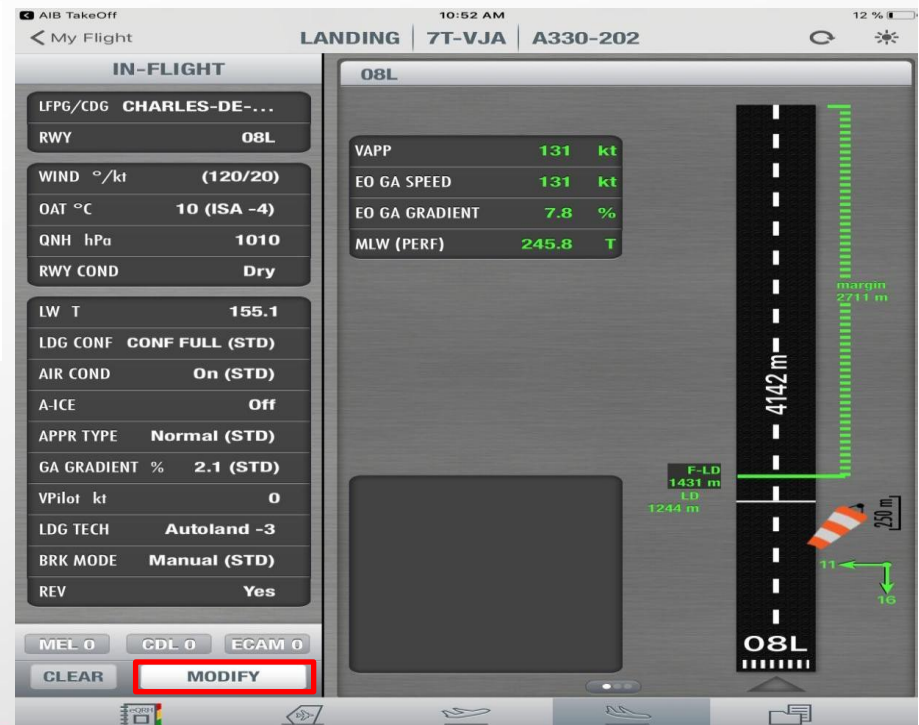 AIB TakeOff 10:52 AM 12 %
My Flight LANDING 7T-VJA A330-202
IN-FLIGHT
LFPG/CDG CHARLES-DE-...
RWY 08L
WIND °/kt (120/20)
OAT °C 10 (ISA -4)
QNH hPa 1010
RWY COND Dry
LW T 155.1
LDG CONF CONF FULL (STD)
AIR COND On (STD)
A-ICE Off
APPR TYPE Normal (STD)
GA GRADIENT % 2.1 (STD)
VPilot kt 0
LDG TECH Autoland -3
BRK MODE Manual (STD)
REV Yes
MEL 0 CDL 0 ECAM 0
CLEAR MODIFY
eQRH
08L
VAPP 131 kt
EO GA SPEED 131 kt
EO GA GRADIENT 7.8 %
MLW (PERF) 245.8 T
margin
2711 m
4142 m
F-LD
1431 m
LD
1244 m
250 m
11
16
08L